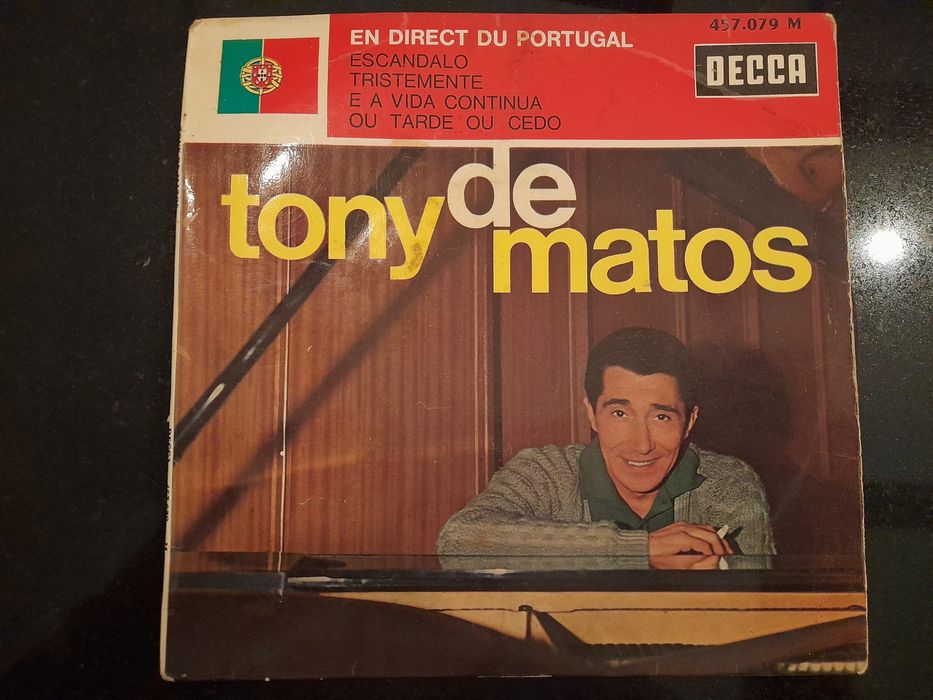 457.079 M
EN DIRECT DU PORTUGAL
ESCANDALO
TRISTEMENTE
E A VIDA CONTINUA
OU TARDE OU CEDO
DECCA
tony de matos